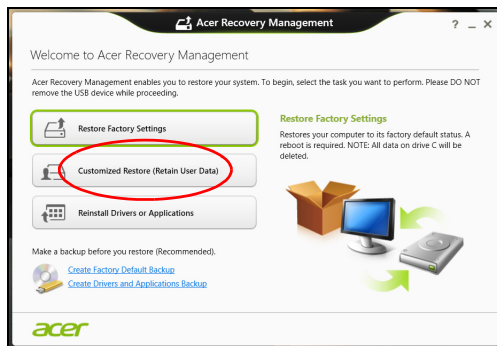 Acer Recovery Management
? _ X
Welcome to Acer Recovery Management
Acer Recovery Management enables you to restore your system. To begin, select the task you want to perform. Please DO NOT
remove the USB device while proceeding.
Restore Factory Settings
Customized Restore (Retain User Data)
Reinstall Drivers or Applications
Restore Factory Settings
Restores your computer to its factory default status. A
reboot is required. NOTE: All data on drive C will be
deleted.
Make a backup before you restore (Recommended).
Create Factory Default Backup
Create Drivers and Applications Backup
acer